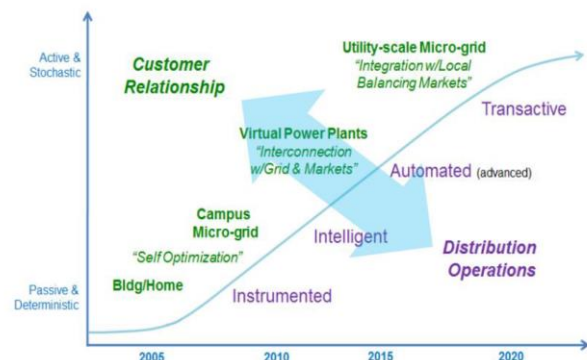 Active &
Stochastic
Customer
Relationship
Utility-scale Micro-grid
“Integration w/Local
Balancing Markets”
Transactive
Virtual Power Plants
“Interconnection
w/Grid & Markets”
Automated (advanced)
Campus
Micro-grid
Intelligent
“Self Optimization”
Distribution
Operations
Bldg/Home
Instrumented
Passive &
Deterministic
2005
2010
2015
2020